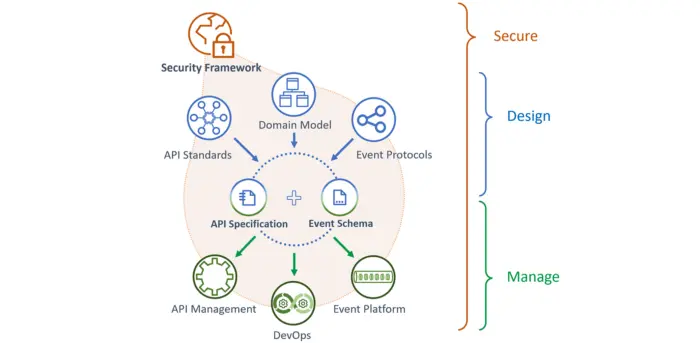 Secure
Security Framework
Domain Model
Design
API Standards
Event Protocols
API Specification
Event Schema
Manage
API Management
Event Platform
DevOps